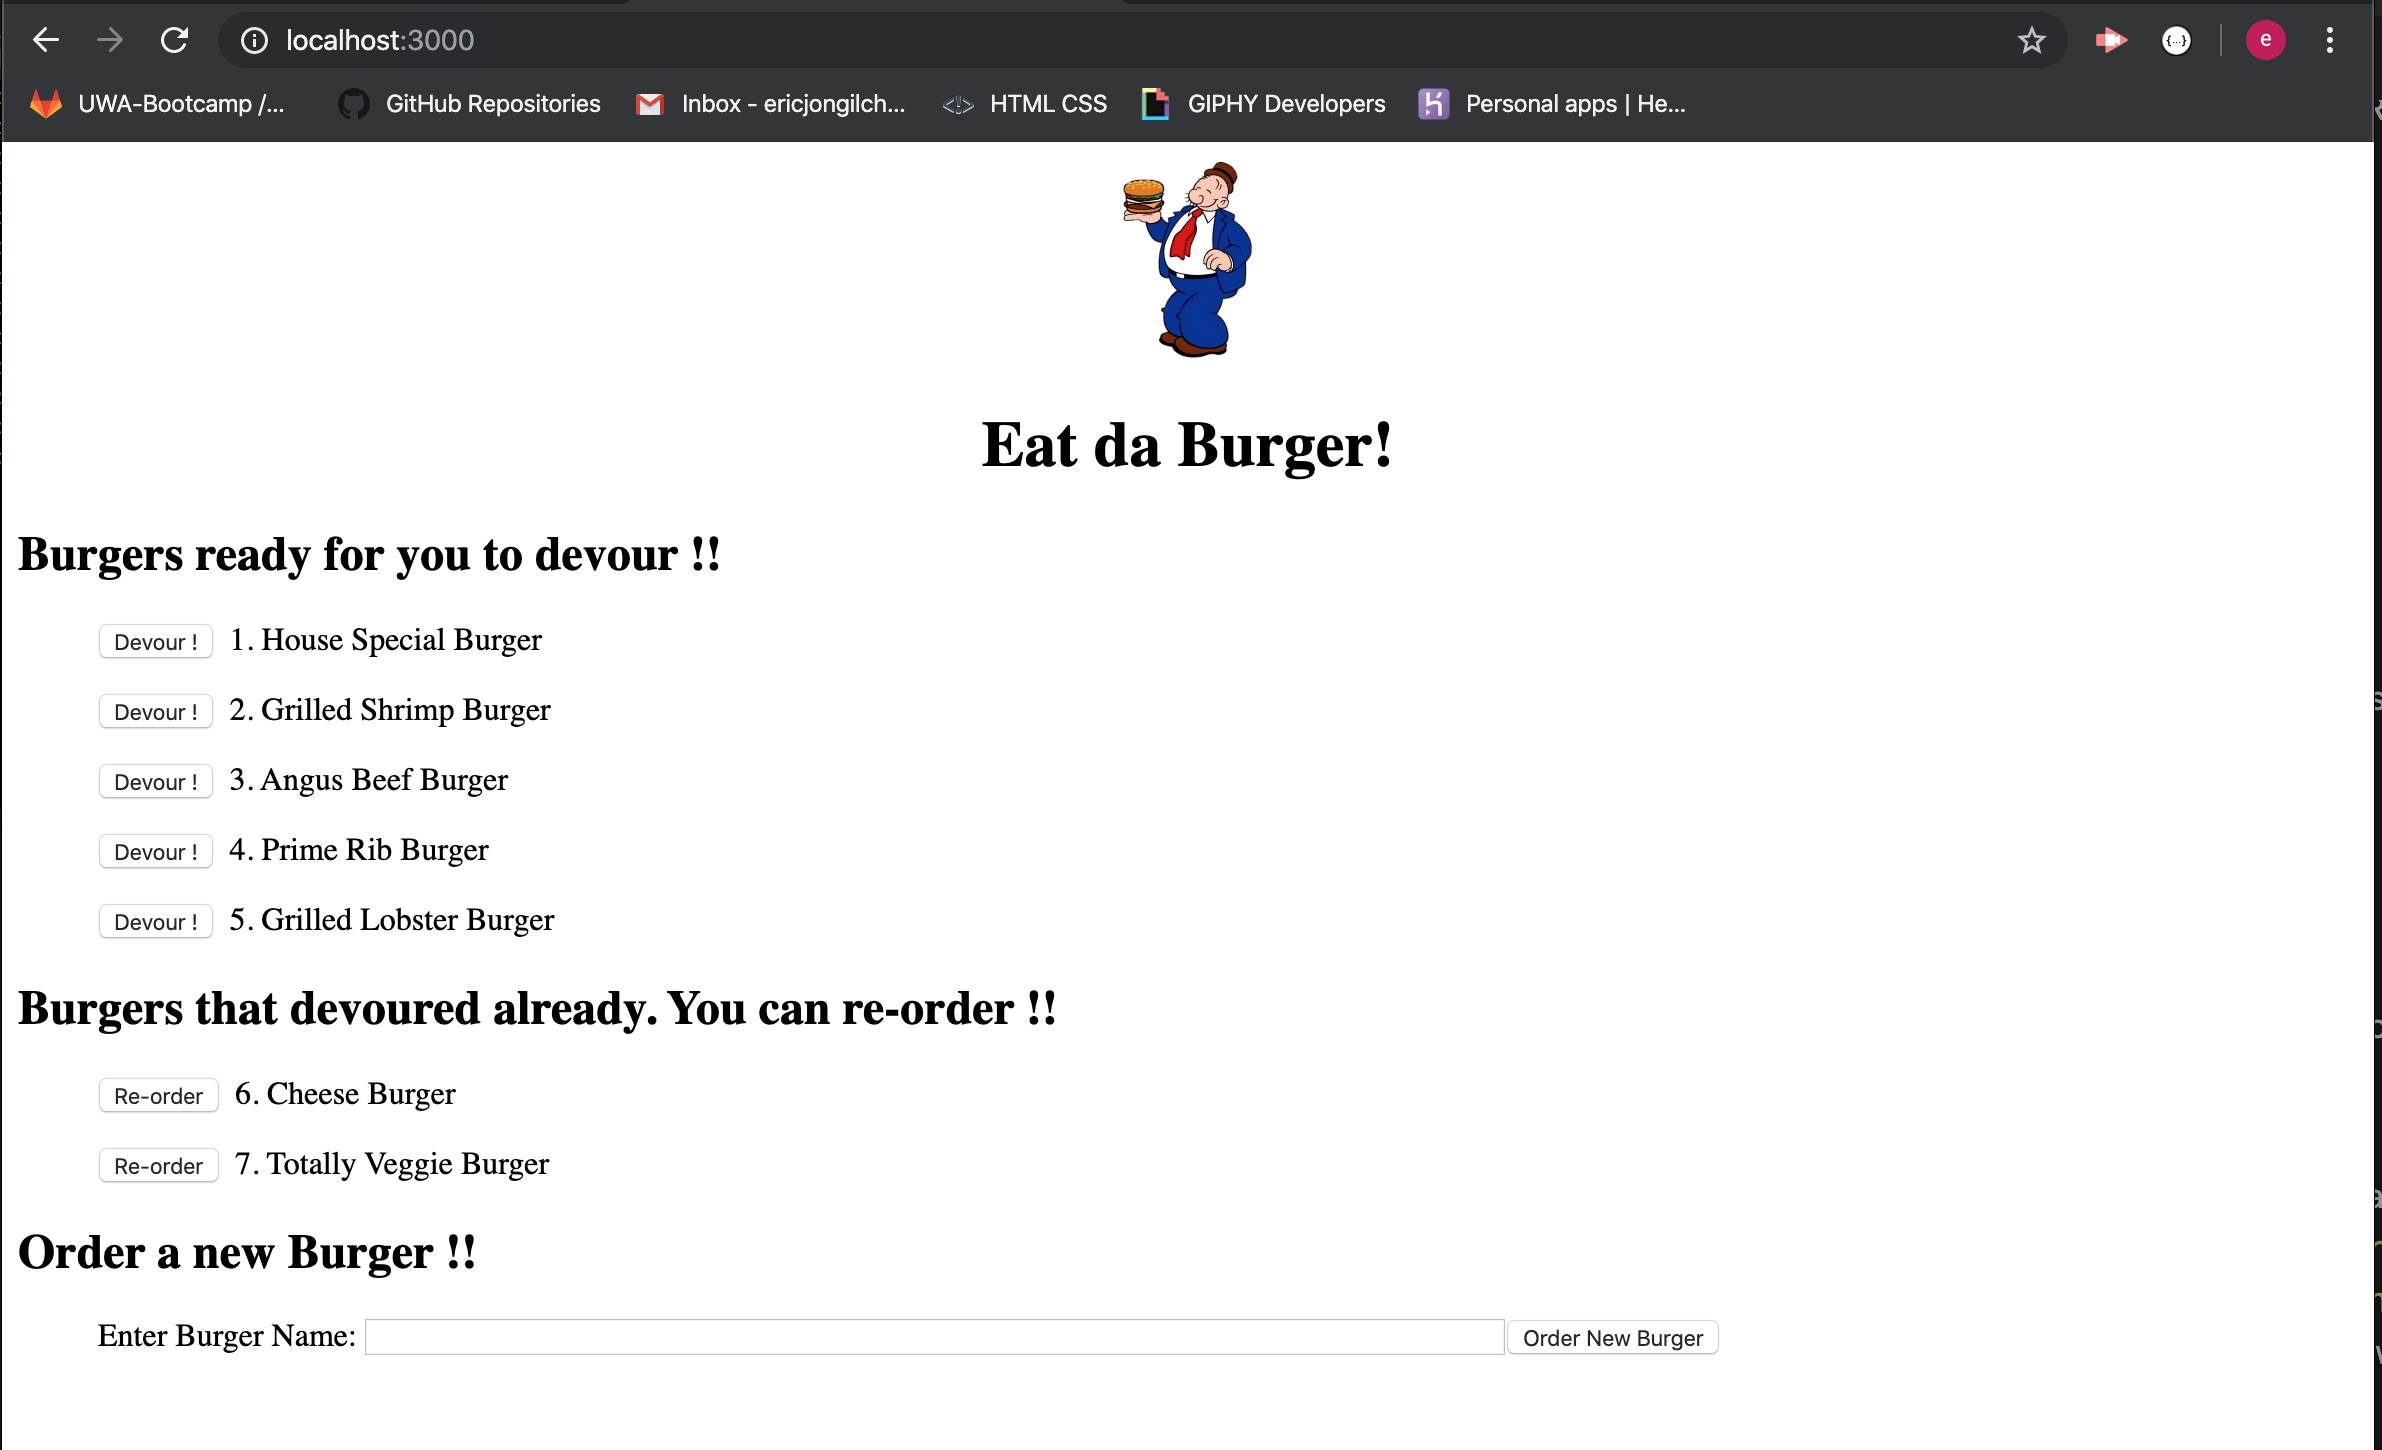 localhost:3000
e
UWA-Bootcamp /... GitHub Repositories Inbox - ericjongilch... HTML CSS GIPHY Developers Personal apps | He...
Eat da Burger!
Burgers ready for you to devour !!
Devour ! 1. House Special Burger
Devour ! 2. Grilled Shrimp Burger
Devour ! 3. Angus Beef Burger
Devour ! 4. Prime Rib Burger
Devour ! 5. Grilled Lobster Burger
Burgers that devoured already. You can re-order !!
Re-order 6. Cheese Burger
Re-order 7. Totally Veggie Burger
Order a new Burger !!
Enter Burger Name: Order New Burger